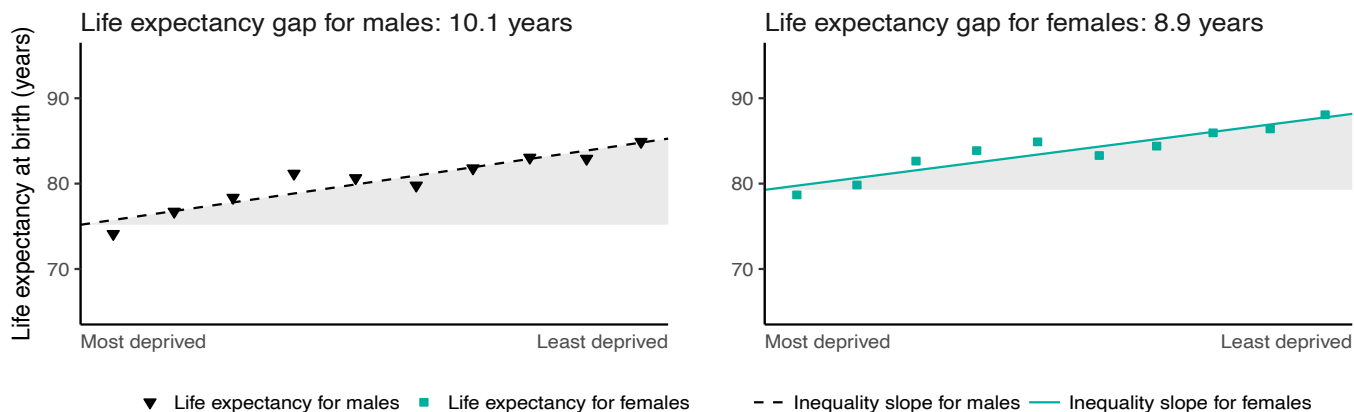 Life expectancy gap for males: 10.1 years
Life expectancy at birth (years)
90
80
70
Most deprived Least deprived
Life expectancy gap for females: 8.9 years
90
80
70
Most deprived Least deprived
Life expectancy for males Life expectancy for females Inequality slope for males Inequality slope for females